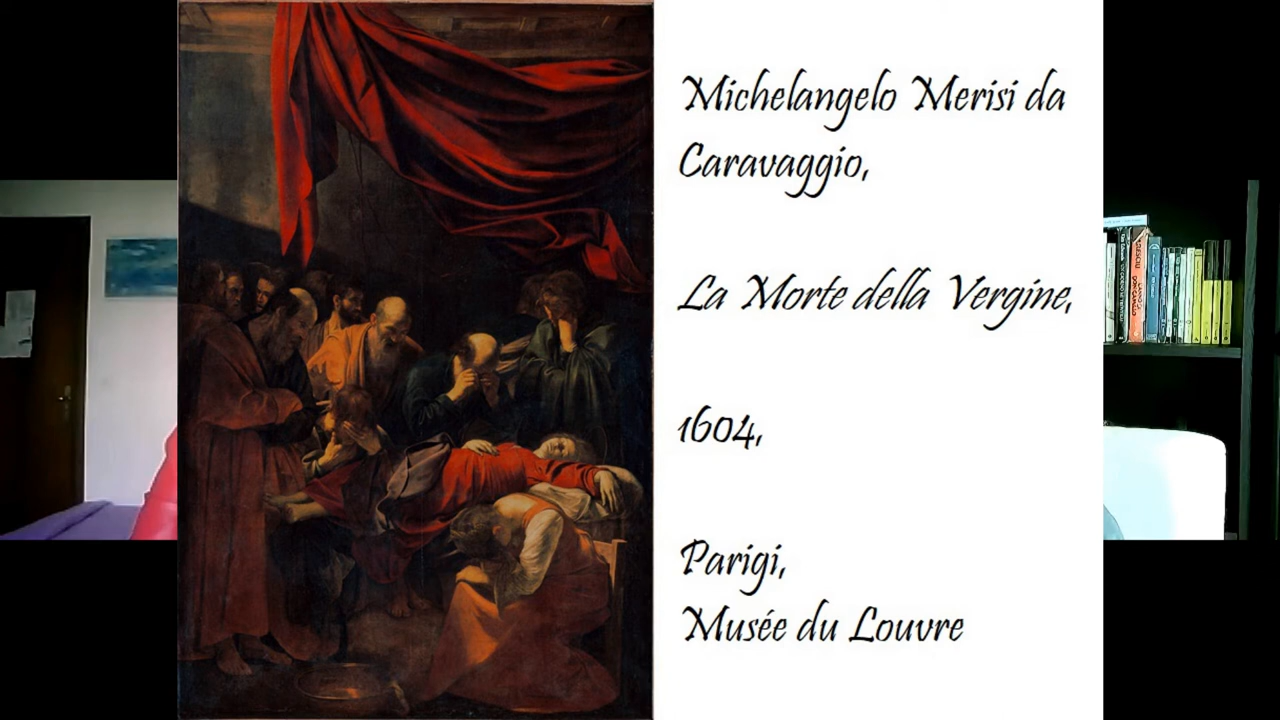 Michelangelo Merisi da
Caravaggio,
La Morte della Vergine,
1604,
Parigi,
Musée du Louvre